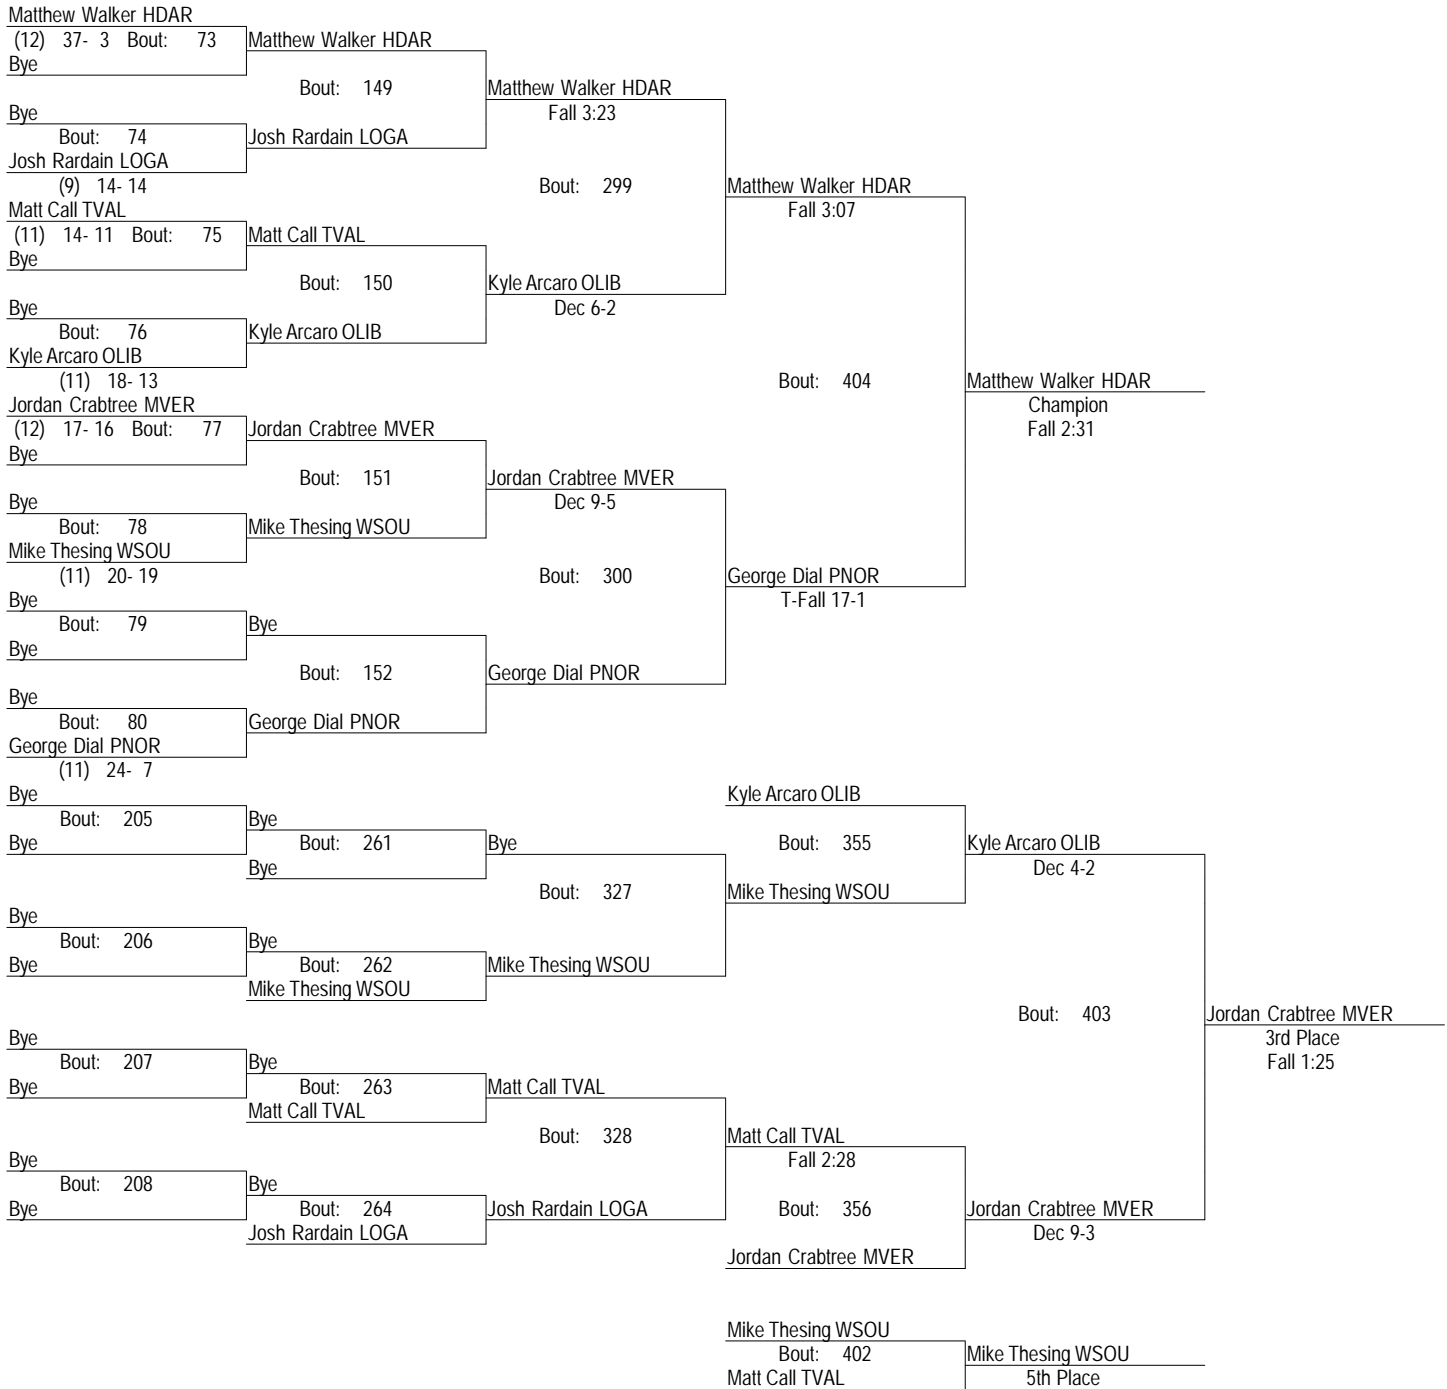 Matthew Walker HDAR
(12) 37- 3 Bout: 73 Matthew Walker HDAR
Bye
Bout: 149 Matthew Walker HDAR
Bye Fall 3:23
Bout: 74 Josh Rardain LOGA
Josh Rardain LOGA
(9) 14- 14 Bout: 299 Matthew Walker HDAR
Matt Call TVAL Fall 3:07
(11) 14- 11 Bout: 75 Matt Call TVAL
Bye
Bout: 150 Kyle Arcaro OLIB
Bye Dec 6-2
Bout: 76 Kyle Arcaro OLIB
Kyle Arcaro OLIB
(11) 18- 13 Bout: 404 Matthew Walker HDAR
Jordan Crabtree MVER Champion
(12) 17- 16 Bout: 77 Jordan Crabtree MVER Fall 2:31
Bye
Bout: 151 Jordan Crabtree MVER
Bye Dec 9-5
Bout: 78 Mike Thesing WSOU
Mike Thesing WSOU
(11) 20- 19 Bout: 300 George Dial PNOR
Bye T-Fall 17-1
Bout: 79 Bye
Bye
Bout: 152 George Dial PNOR
Bye
Bout: 80 George Dial PNOR
George Dial PNOR
(11) 24- 7
Bye Kyle Arcaro OLIB
Bout: 205 Bye
Bye Bout: 261 Bye Bout: 355 Kyle Arcaro OLIB
Bye Dec 4-2
Bout: 327 Mike Thesing WSOU
Bye
Bout: 206 Bye
Bye Bout: 262 Mike Thesing WSOU
Mike Thesing WSOU
Bout: 403 Jordan Crabtree MVER
Bye 3rd Place
Bout: 207 Bye Fall 1:25
Bye Bout: 263 Matt Call TVAL
Matt Call TVAL
Bout: 328 Matt Call TVAL
Bye Fall 2:28
Bout: 208 Bye
Bye Bout: 264 Josh Rardain LOGA Bout: 356 Jordan Crabtree MVER
Josh Rardain LOGA Dec 9-3
Jordan Crabtree MVER
Mike Thesing WSOU
Bout: 402 Mike Thesing WSOU
Matt Call TVAL 5th Place